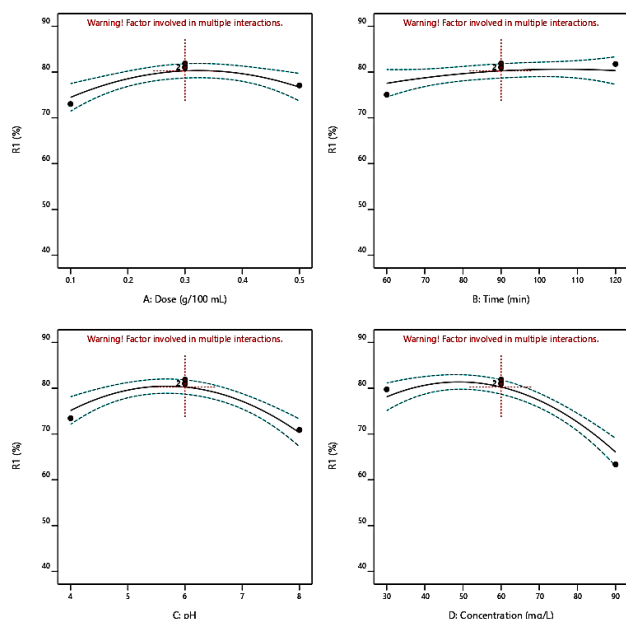 Warning! Factor involved in multiple interactions.
90
80
70
60
50
40
R1 (%)
2
0.1 0.2 0.3 0.4 0.5
A: Dose (g/100 mL)
Warning! Factor involved in multiple interactions.
90
80
70
60
50
40
R1 (%)
2
60 70 80 90 100 110 120
B: Time (min)
Warning! Factor involved in multiple interactions.
90
80
70
60
50
40
R1 (%)
2
4 5 6 7 8
C: pH
Warning! Factor involved in multiple interactions.
90
80
70
60
50
40
R1 (%)
2
30 40 50 60 70 80 90
D: Concentration (mg/L)